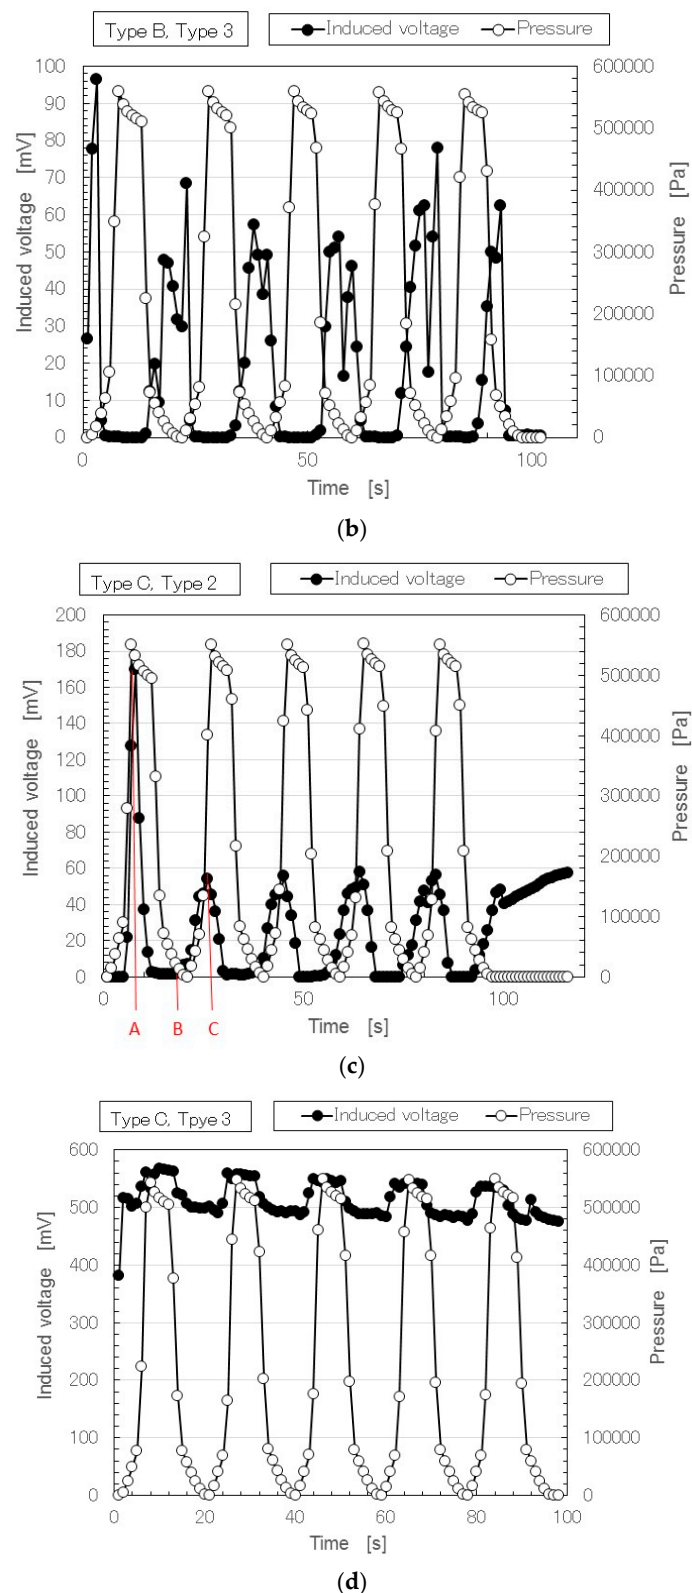 Type B, Type 3
Induced voltage Pressure
100 600000
90
80 500000
70
60 400000
50 300000
40
30 200000
20 100000
10
0 0
0 50 100
Induced voltage [mV]
Pressure [Pa]
Time [s]
(b)
Type C, Type 2
Induced voltage Pressure
200 600000
180
160 500000
140 400000
120
100 300000
80
60 200000
40 100000
20
0 0
0 50 100
Induced voltage [mV]
Pressure [Pa]
A B C
Time [s]
(c)
Type C, Tpye 3
Induced voltage Pressure
600 600000
500 500000
400 400000
300 300000
200 200000
100 100000
0 0
0 20 40 60 80 100
Induced voltage [mV]
Pressure [Pa]
Time [s]
(d)